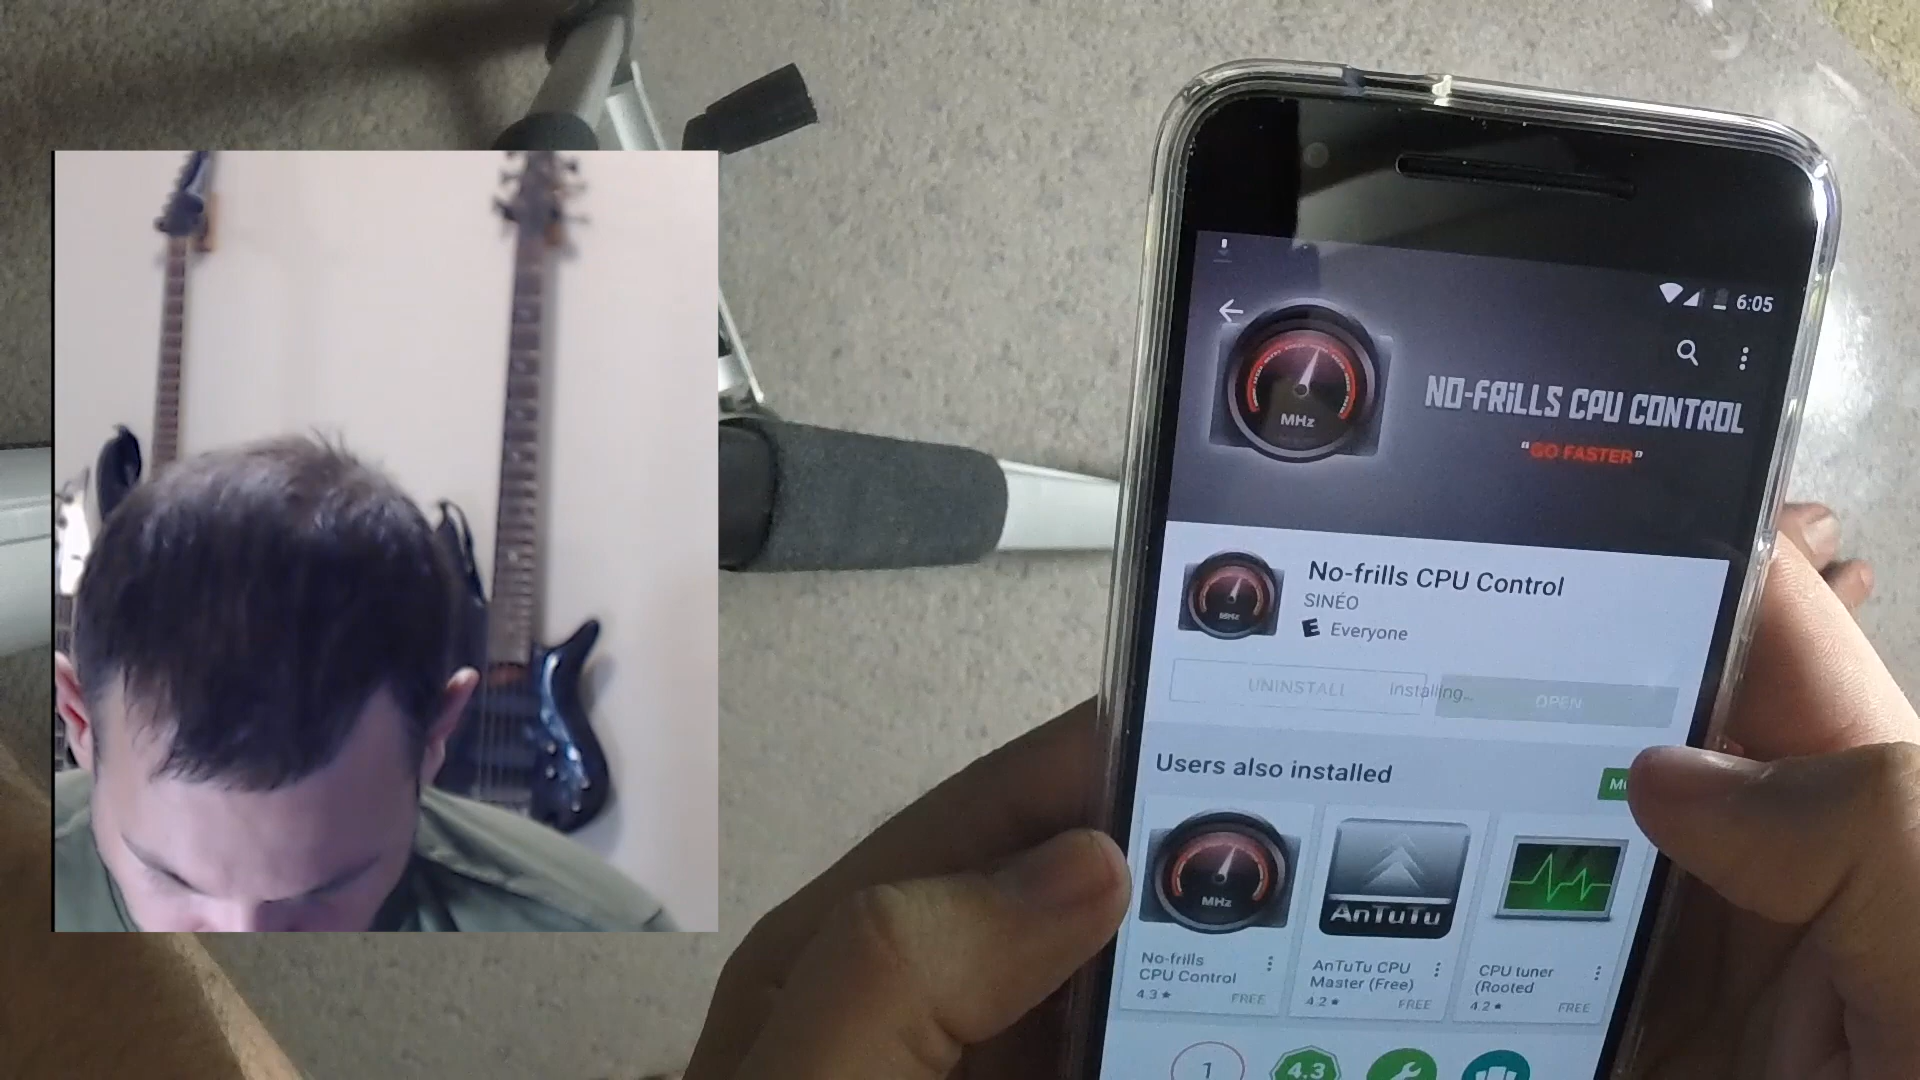 6:05
NO-FRILLS CPU CONTROL
"GO FASTER"
MHz
No-frills CPU Control
SINÉO
E Everyone
MHz
UNINSTALL
Installing...
OPEN
Users also installed
MHz
AnTuTu
No-frills
CPU Control
4.3 FREE
AnTuTu CPU
Master (Free)
4.2 FREE
CPU tuner
(Rooted
4.2 FREE
1
4.3